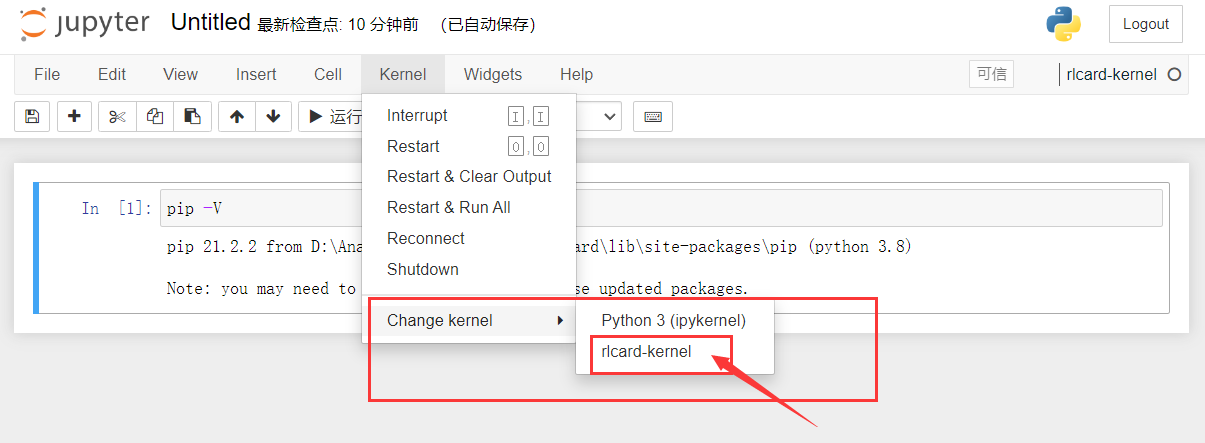 jupyter Untitled 最新检查点: 10 分钟前 (已自动保存) Logout
File Edit View Insert Cell Kernel Widgets Help 可信 rlcard-kernel
运行
Interrupt I,I
Restart 0,0
Restart & Clear Output
Restart & Run All
Reconnect
Shutdown
Change kernel
Python 3 (ipykernel)
rlcard-kernel
In [1]: pip -V
pip 21.2.2 from D:\Ana ard\lib\site-packages\pip (python 3.8)
Note: you may need to se updated packages.